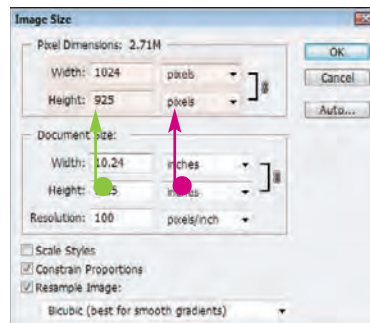 Image Size
Pixel Dimensions: 2.71M
Width: 1024 pixels
Height: 925 pixels
OK
Cancel
Auto...
Document Size:
Width: 10.24 inches
Height:
Resolution: 100 pixels/inch
Scale Styles
Constrain Proportions
Resample Image:
Bicubic (best for smooth gradients)